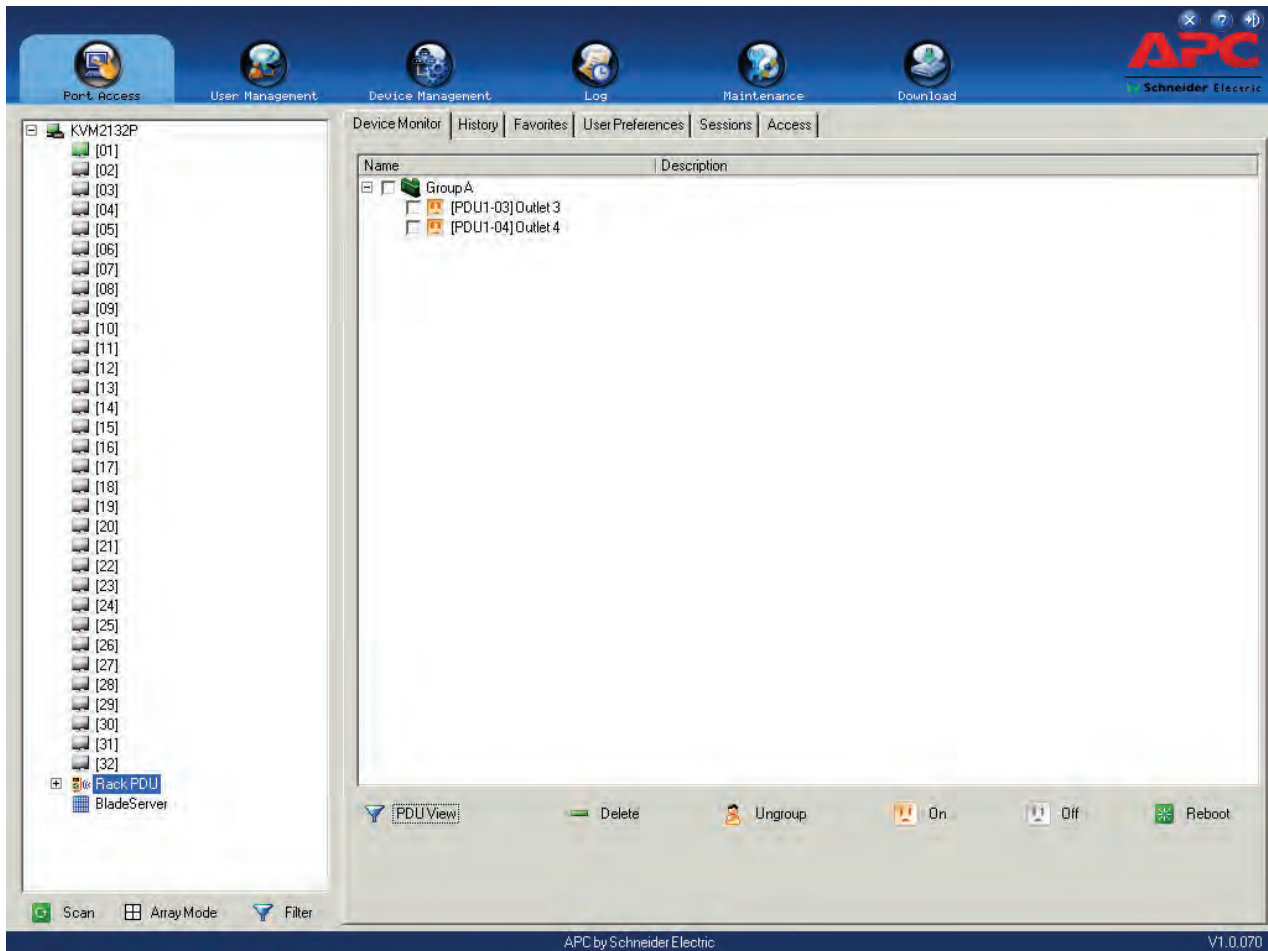 Port Access
User Management
Device Management
Log
Maintenance
Download
APC
by Schneider Electric
KVM2132P
[01]
[02]
[03]
[04]
[05]
[06]
[07]
[08]
[09]
[10]
[11]
[12]
[13]
[14]
[15]
[16]
[17]
[18]
[19]
[20]
[21]
[22]
[23]
[24]
[25]
[26]
[27]
[28]
[29]
[30]
[31]
[32]
Rack PDU
BladeServer
Scan Array Mode Filter
Device Monitor History Favorites User Preferences Sessions Access
Name Description
Group A
[PDU1-03] Outlet 3
[PDU1-04] Outlet 4
PDU View Delete Ungroup On Off Reboot
APC by Schneider Electric V1.0.070